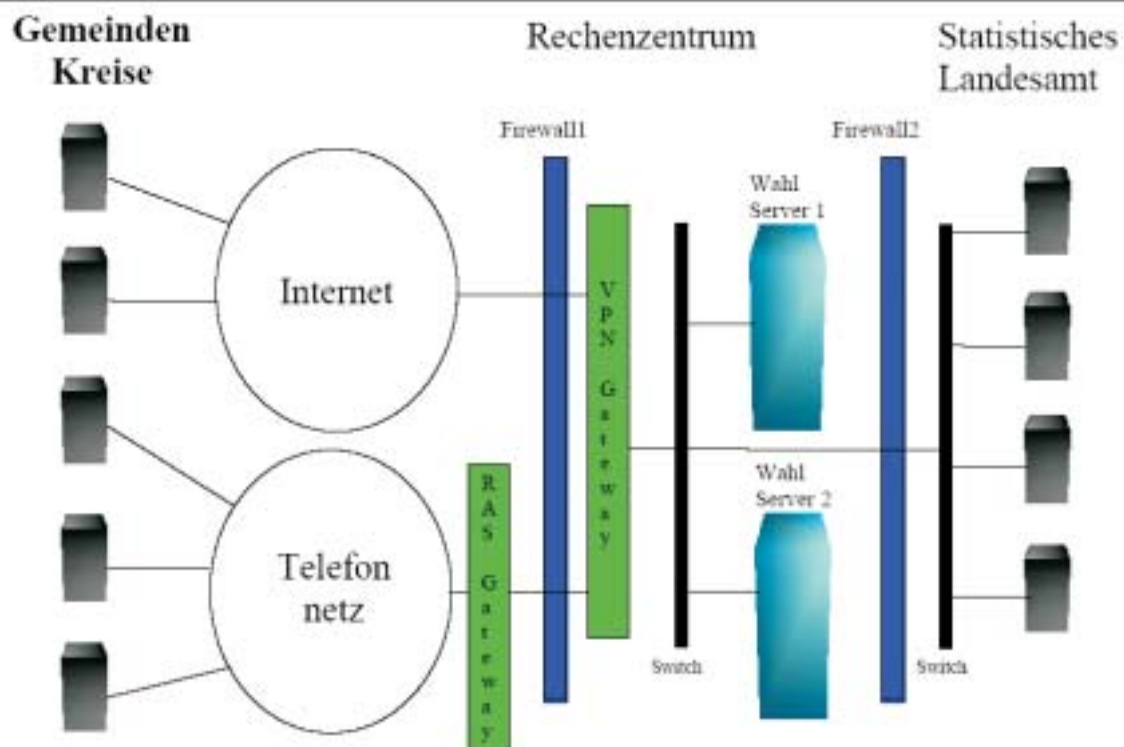 Gemeinden
Kreise
Rechenzentrum
Statistisches
Landesamt
Firewall1
Firewall2
Wahl
Server 1
Internet
VPN Gateway
Wahl
Server 2
RAS Gateway
Telefon
netz
Switch
Switch